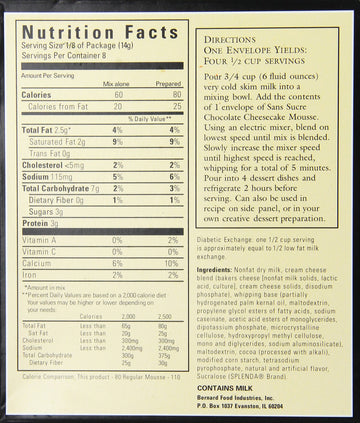 Nutrition Facts
Serving Size 1/8 of Package (14g)
Servings Per Container 8
Amount Per Serving
Mix alone Prepared
Calories 60 80
Calories from Fat 20 25
% Daily Value**
Total Fat 2.5g* 4% 4%
Saturated Fat 2g 9% 9%
Trans Fat 0g
Cholesterol <5mg 2% 2%
Sodium 115mg 5% 6%
Total Carbohydrate 7g 2% 3%
Dietary Fiber 0g 1% 1%
Sugars 3g
Protein 3g
Vitamin A 0% 2%
Vitamin C 0% 0%
Calcium 6% 10%
Iron 2% 2%
*Amount in mix
**Percent Daily Values are based on a 2,000 calorie diet
Your values may be higher or lower depending on
your needs:
Calories 2,000 2,500
Total Fat Less than 65g 80g
Sat Fat Less than 20g 25g
Cholesterol Less than 300mg 300mg
Sodium Less than 2,400mg 2,400mg
Total Carbohydrate 300g 375g
Dietary Fiber 25g 30g
Calorie Comparison, This product - 80 Regular Mousse - 110
DIRECTIONS
ONE ENVELOPE YIELDS:
FOUR 1/2 CUP SERVINGS
Pour 3/4 cup (6 fluid ounces)
very cold skim milk into a
mixing bowl. Add the contents
of 1 envelope of Sans Sucre
Chocolate Cheesecake Mousse.
Using an electric mixer, blend on
lowest speed until mix is blended.
Slowly increase the mixer speed
until highest speed is reached,
whipping for a total of 5 minutes.
Pour into 4 dessert dishes and
refrigerate 2 hours before
serving. Can also be used in
recipe on side panel, or in your
own creative dessert preparation.
Diabetic Exchange: one 1/2 cup serving
is approximately equal to 1/2 low fat milk
exchange.
Ingredients: Nonfat dry milk, cream cheese
blend (bakers cheese [nonfat milk solids, lactic
acid, culture], cream cheese solids, disodium
phosphate), whipping base (partially
hydrogenated palm kernel oil, maltodextrin,
propylene glycol esters of fatty acids, sodium
caseinate, acetic acid esters of monoglycerides,
dipotassium phosphate, microcrystalline
cellulose, hydroxypropyl methyl cellulose,
mono and diglycerides, sodium aluminosilicate),
maltodextrin, cocoa (processed with alkali),
modified corn starch, tetrasodium
pyrophosphate, natural and artificial flavor,
Sucralose (SPLENDA® Brand).
CONTAINS MILK
Bernard Food Industries, Inc.
P.O. BOX 1037 Evanston, IL 60204